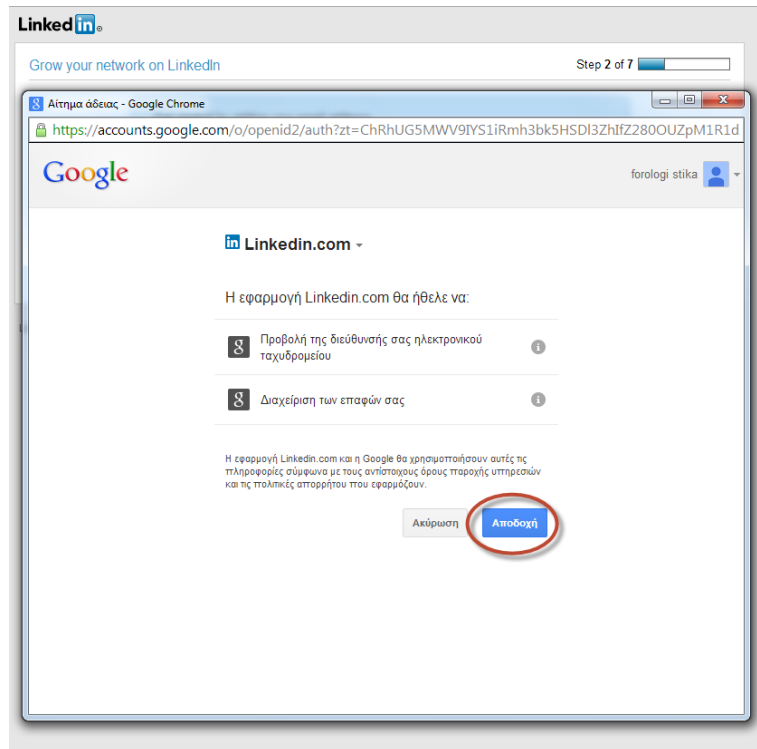 Linked in
Grow your network on LinkedIn
Step 2 of 7
Αίτημα άδειας - Google Chrome
https://accounts.google.com/o/openid2/auth?zt=ChRhUG5MWV9IYS1iRmh3bk5HSDl3ZhIfZ280OUZpM1R1d
Google
forologi stika
in Linkedin.com
Η εφαρμογή Linkedin.com θα ήθελε να:
Προβολή της διεύθυνσής σας ηλεκτρονικού
ταχυδρομείου
Διαχείριση των επαφών σας
Η εφαρμογή Linkedin.com και η Google θα χρησιμοποιήσουν αυτές τις
πληροφορίες σύμφωνα με τους αντίστοιχους όρους παροχής υπηρεσιών
και τις πολιτικές απορρήτου που εφαρμόζουν.
Ακύρωση
Αποδοχή